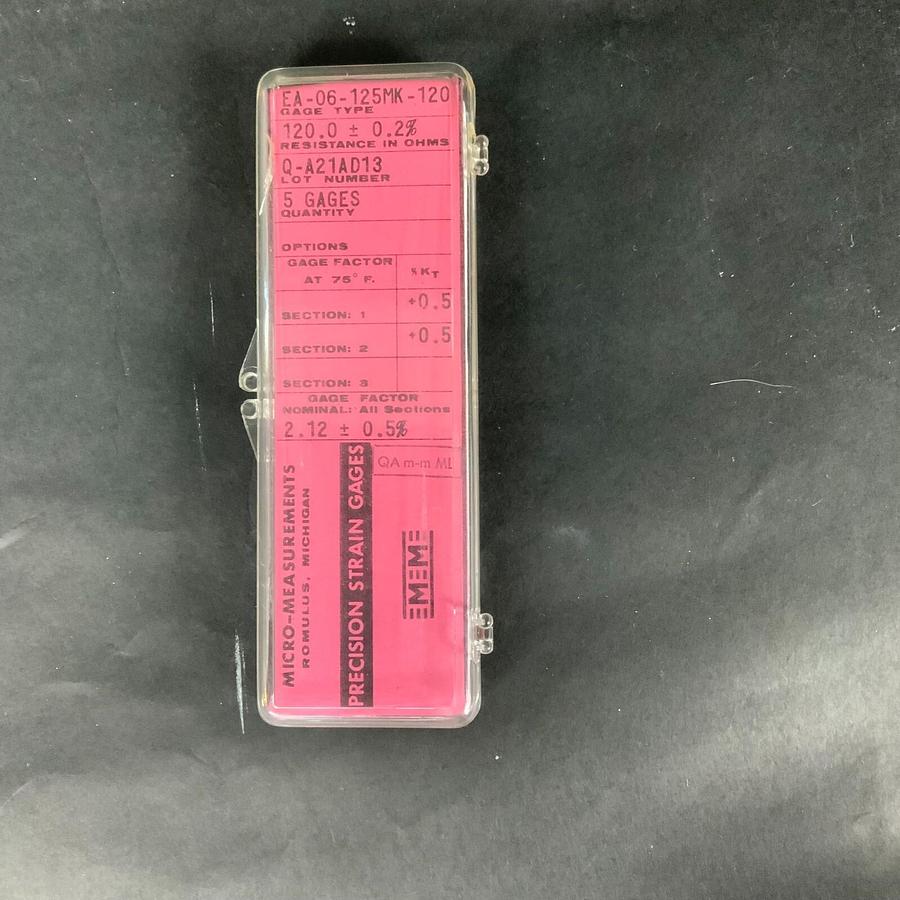 EA-06-125MK-120
GAGE TYPE
120.0 ± 0.2%
RESISTANCE IN OHMS
Q-A21AD13
LOT NUMBER
5 GAGES
QUANTITY
OPTIONS
GAGE FACTOR
AT 75° F.
% KT
+0.5
SECTION: 1
+0.5
SECTION: 2
SECTION: 3
GAGE FACTOR
NOMINAL: All Sections
2.12 ± 0.5%
QA m-m ML
MICRO-MEASUREMENTS
ROMULUS, MICHIGAN
PRECISION STRAIN GAGES
M-M